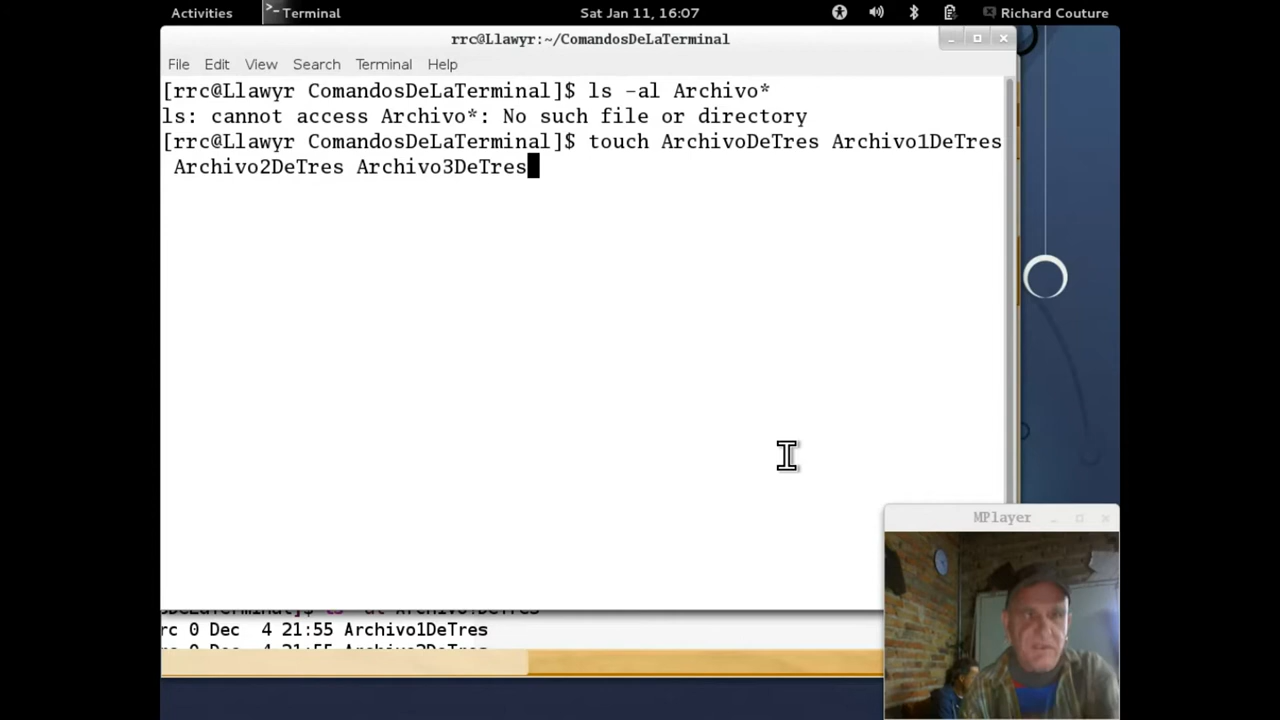 Activities Terminal Sat Jan 11, 16:07 Richard Couture
rrc@Llawyr:~/ComandosDeLaTerminal
File Edit View Search Terminal Help
[rrc@Llawyr ComandosDeLaTerminal]$ ls -al Archivo*
ls: cannot access Archivo*: No such file or directory
[rrc@Llawyr ComandosDeLaTerminal]$ touch ArchivoDeTres Archivo1DeTres
Archivo2DeTres Archivo3DeTres
MPlayer
rc 0 Dec 4 21:55 Archivo1DeTres